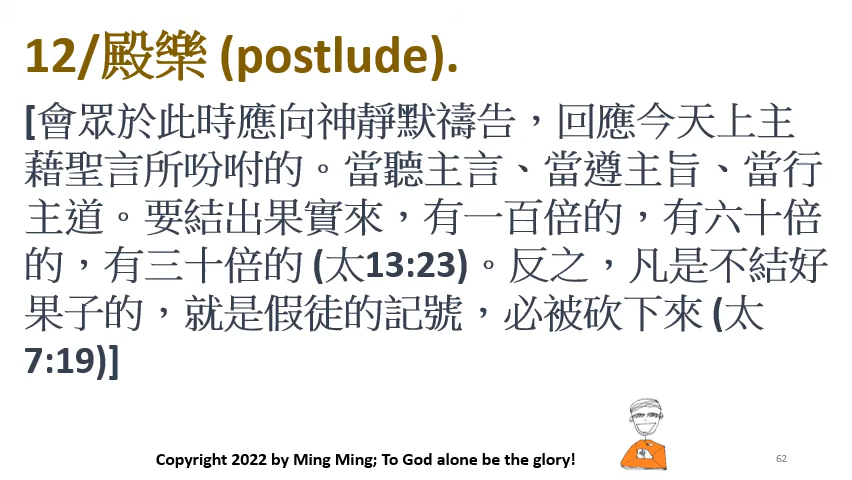 12/殿樂 (postlude).
[會眾於此時應向神靜默禱告，回應今天上主
藉聖言所吩咐的。當聽主言、當遵主旨、當行
主道。要結出果實來，有一百倍的，有六十倍
的，有三十倍的 (太13:23)。反之，凡是不結好
果子的，就是假徒的記號，必被砍下來 (太
7:19)]
Copyright 2022 by Ming Ming; To God alone be the glory!
62